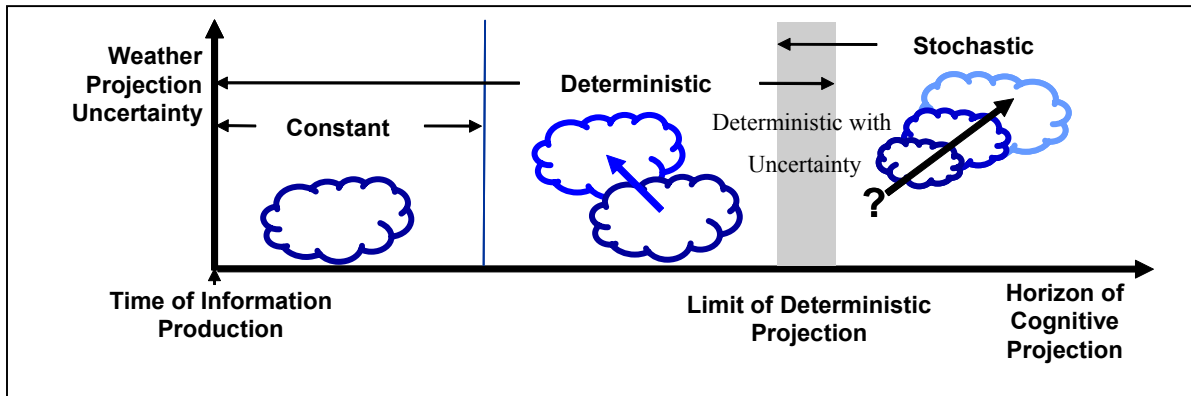 Weather
Projection
Uncertainty
Constant
Deterministic
Stochastic
Deterministic with
Uncertainty
?
Time of Information
Production
Limit of Deterministic
Projection
Horizon of
Cognitive
Projection